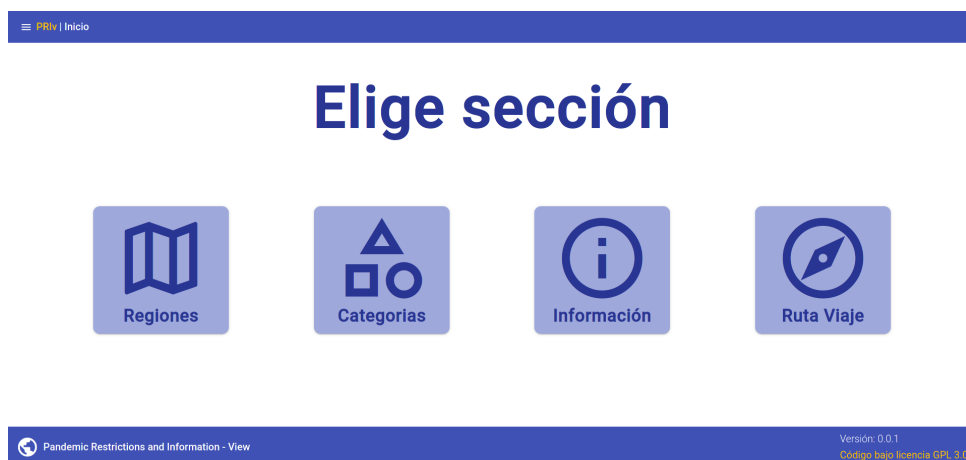 PRIv | Inicio
Elige sección
Regiones
Categorias
Información
Ruta Viaje
Pandemic Restrictions and Information - View
Versión: 0.0.1
Código bajo licencia GPL 3.0